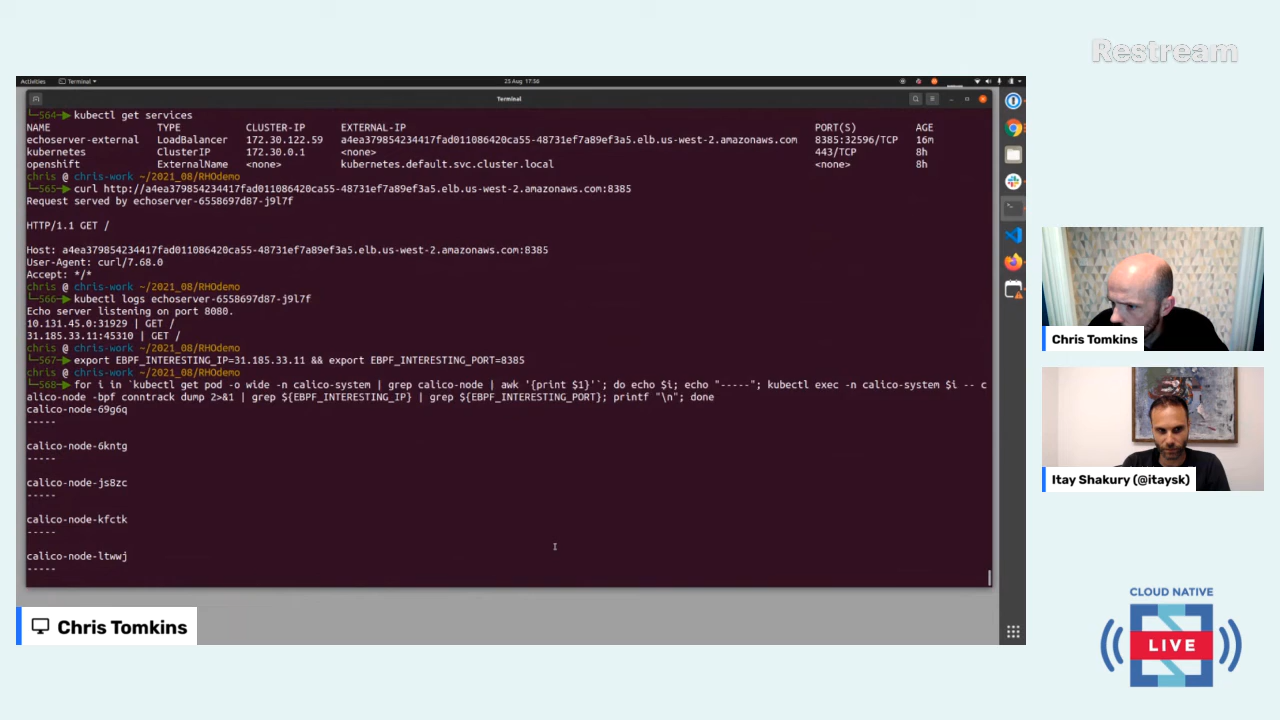 Restream
Activities
Terminal
25 Aug 17:56
Terminal
└─564─▶ kubectl get services
NAME TYPE CLUSTER-IP EXTERNAL-IP PORT(S) AGE
echoserver-external LoadBalancer 172.30.122.59 a4ea379854234417fad011086420ca55-48731ef7a89ef3a5.elb.us-west-2.amazonaws.com 8385:32596/TCP 16m
kubernetes ClusterIP 172.30.0.1 <none> 443/TCP 8h
openshift ExternalName <none> kubernetes.default.svc.cluster.local <none> 8h
chris @ chris-work ~/2021_08/RHOdemo
└─565─▶ curl http://a4ea379854234417fad011086420ca55-48731ef7a89ef3a5.elb.us-west-2.amazonaws.com:8385
Request served by echoserver-6558697d87-j9l7f
HTTP/1.1 GET /
Host: a4ea379854234417fad011086420ca55-48731ef7a89ef3a5.elb.us-west-2.amazonaws.com:8385
User-Agent: curl/7.68.0
Accept: */*
chris @ chris-work ~/2021_08/RHOdemo
└─566─▶ kubectl logs echoserver-6558697d87-j9l7f
Echo server listening on port 8080.
10.131.45.0:31929 | GET /
31.185.33.11:45310 | GET /
chris @ chris-work ~/2021_08/RHOdemo
└─567─▶ export EBPF_INTERESTING_IP=31.185.33.11 && export EBPF_INTERESTING_PORT=8385
chris @ chris-work ~/2021_08/RHOdemo
└─568─▶ for i in `kubectl get pod -o wide -n calico-system | grep calico-node | awk '{print $1}'`; do echo $i; echo "-----"; kubectl exec -n calico-system $i -- c
alico-node -bpf conntrack dump 2>&1 | grep ${EBPF_INTERESTING_IP} | grep ${EBPF_INTERESTING_PORT}; printf "\n"; done
calico-node-69g6q
-----
calico-node-6kntg
-----
calico-node-js8zc
-----
calico-node-kfctk
-----
calico-node-ltwwj
-----
Chris Tomkins
Chris Tomkins
Itay Shakury (@itaysk)
CLOUD NATIVE
LIVE